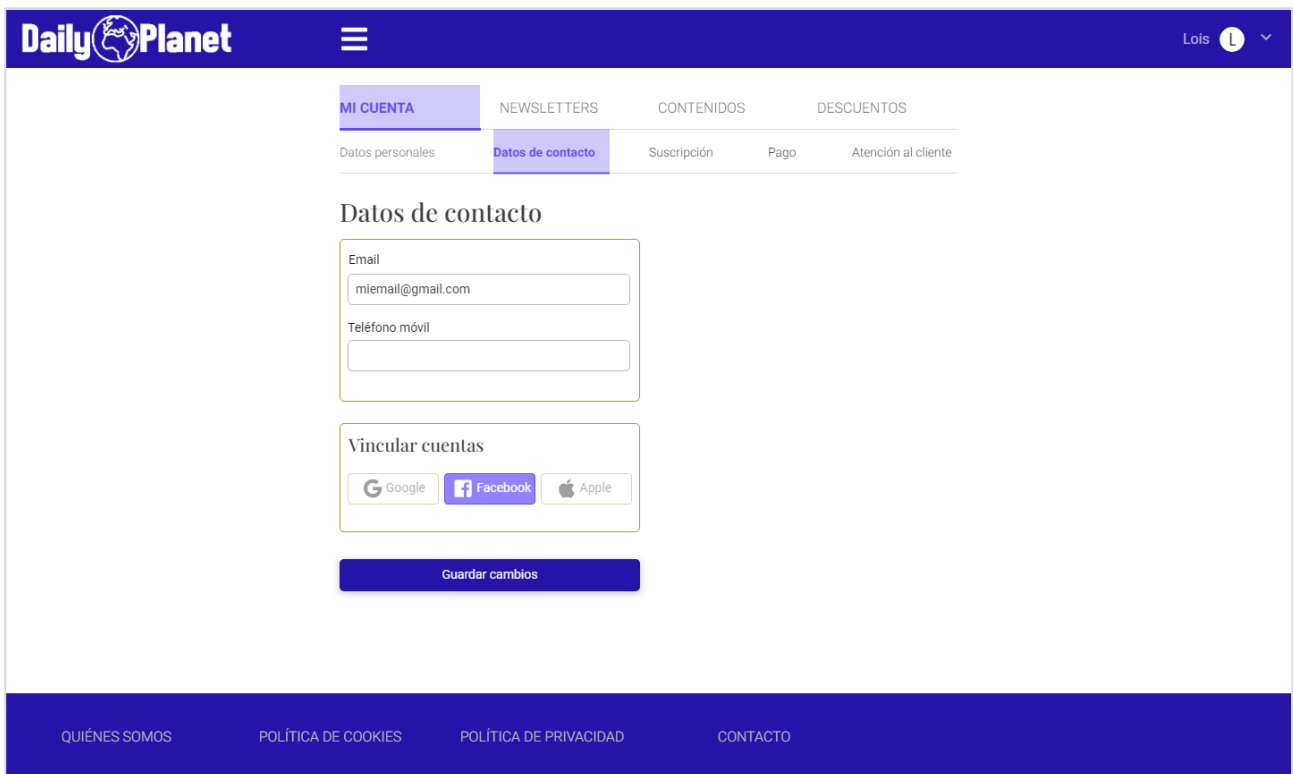 Daily Planet
Lois L
MI CUENTA NEWSLETTERS CONTENIDOS DESCUENTOS
Datos personales Datos de contacto Suscripción Pago Atención al cliente
Datos de contacto
Email
miemail@gmail.com
Teléfono móvil
Vincular cuentas
Google Facebook Apple
Guardar cambios
QUIÉNES SOMOS POLÍTICA DE COOKIES POLÍTICA DE PRIVACIDAD CONTACTO